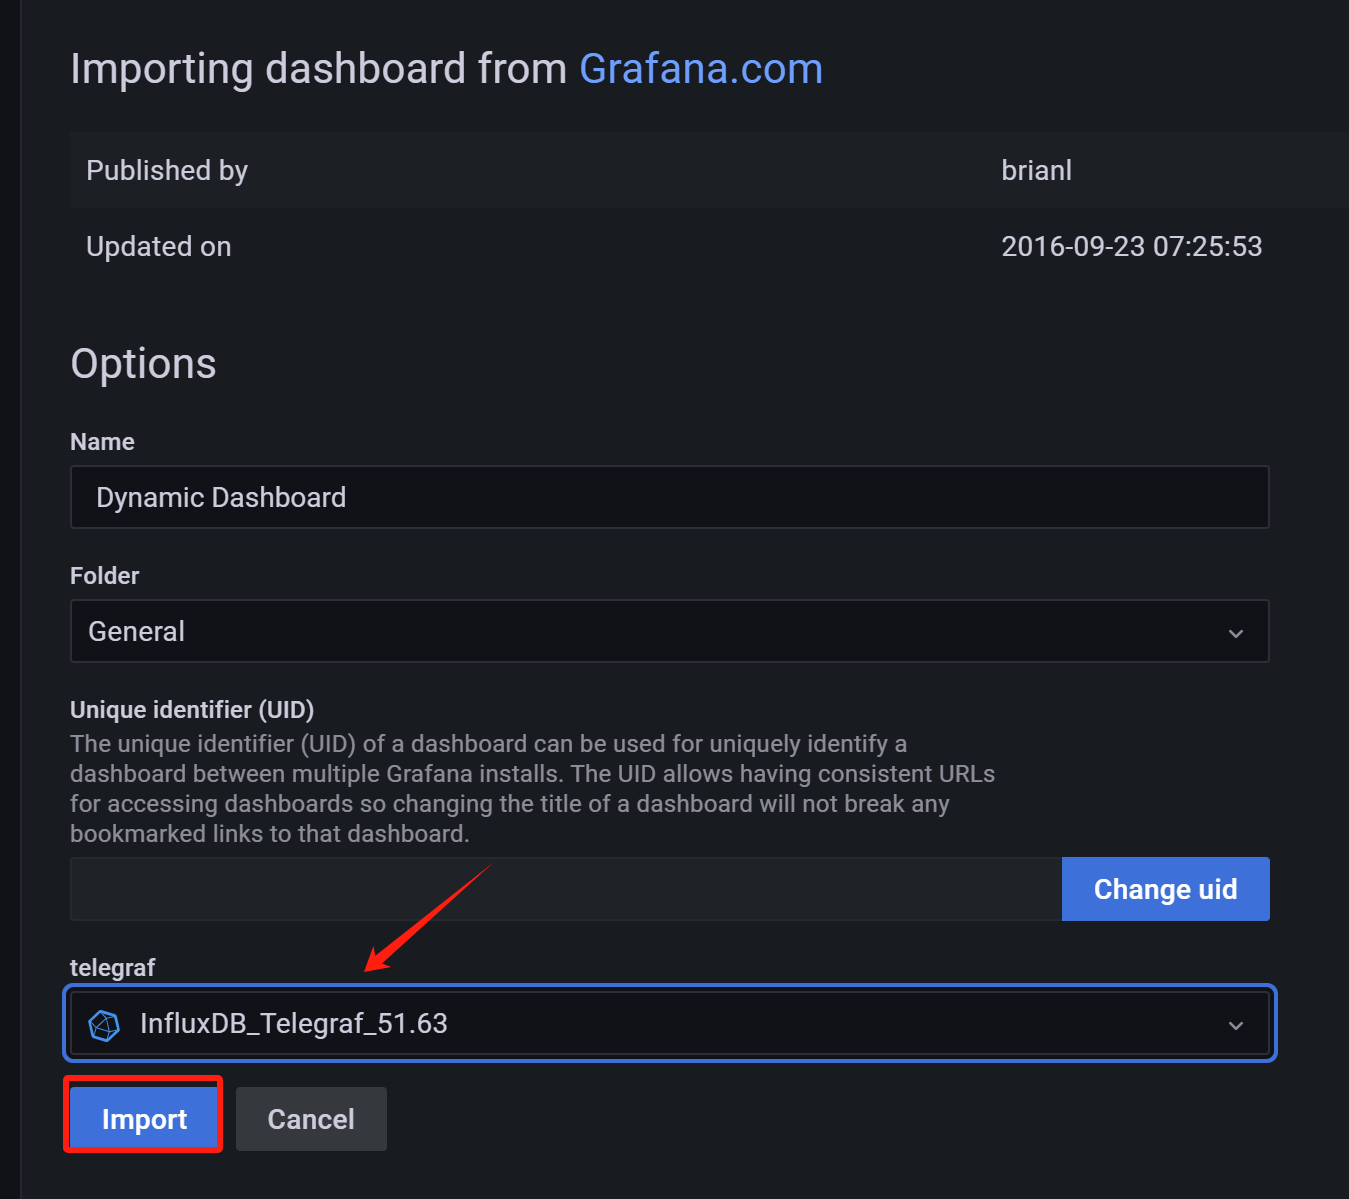 Importing dashboard from Grafana.com
Published by brianl
Updated on 2016-09-23 07:25:53
Options
Name
Dynamic Dashboard
Folder
General
Unique identifier (UID)
The unique identifier (UID) of a dashboard can be used for uniquely identify a
dashboard between multiple Grafana installs. The UID allows having consistent URLs
for accessing dashboards so changing the title of a dashboard will not break any
bookmarked links to that dashboard.
Change uid
telegraf
InfluxDB_Telegraf_51.63
Import Cancel